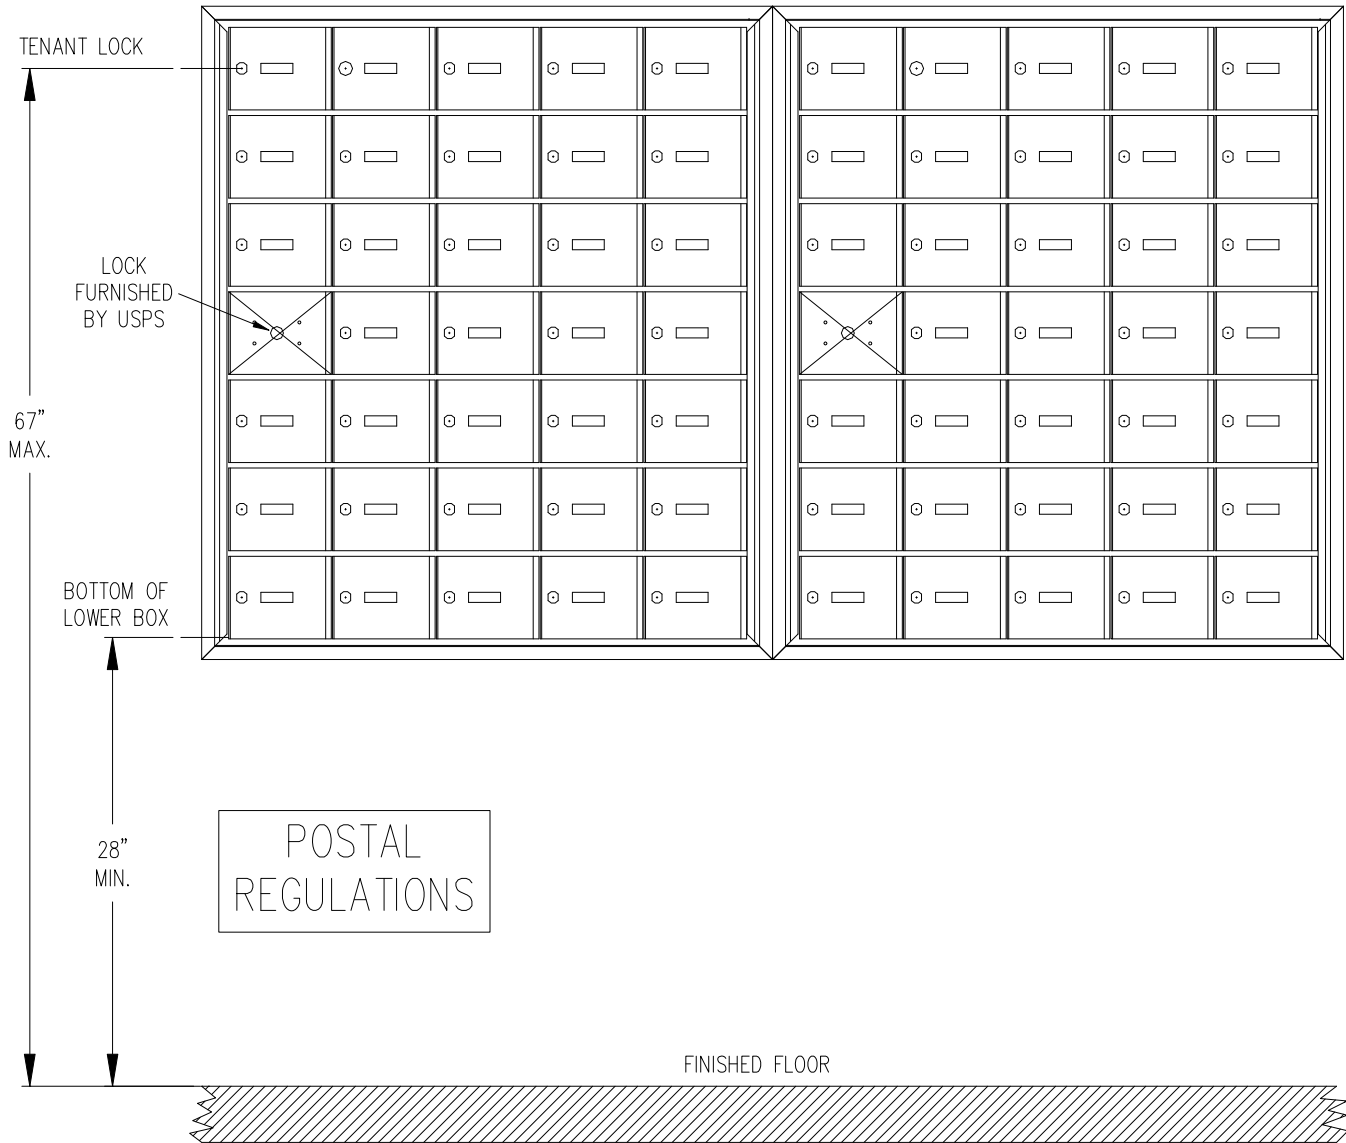 TENANT LOCK
LOCK
FURNISHED
BY USPS
67”
MAX.
BOTTOM OF
LOWER BOX
28”
MIN.
POSTAL
REGULATIONS
FINISHED FLOOR